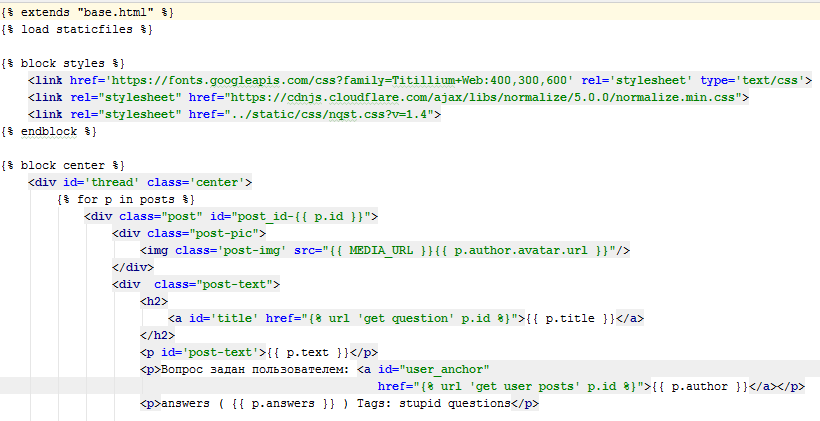 {% extends "base.html" %}
{% load staticfiles %}
{% block styles %}
<link href='https://fonts.googleapis.com/css?family=Titillium+Web:400,300,600' rel='stylesheet' type='text/css'>
<link rel="stylesheet" href="https://cdnjs.cloudflare.com/ajax/libs/normalize/5.0.0/normalize.min.css">
<link rel="stylesheet" href="../static/css/nqst.css?v=1.4">
{% endblock %}
{% block center %}
<div id='thread' class='center'>
{% for p in posts %}
<div class="post" id="post_id-{{ p.id }}">
<div class="post-pic">
<img class='post-img' src="{{ MEDIA_URL }}{{ p.author.avatar.url }}"/>
</div>
<div  class="post-text">
<h2>
<a id='title' href="{% url 'get question' p.id %}">{{ p.title }}</a>
</h2>
<p id='post-text'>{{ p.text }}</p>
<p>Вопрос задан пользователем: <a id="user_anchor"
href="{% url 'get user posts' p.id %}">{{ p.author }}</a></p>
<p>answers ( {{ p.answers }} ) Tags: stupid questions</p>